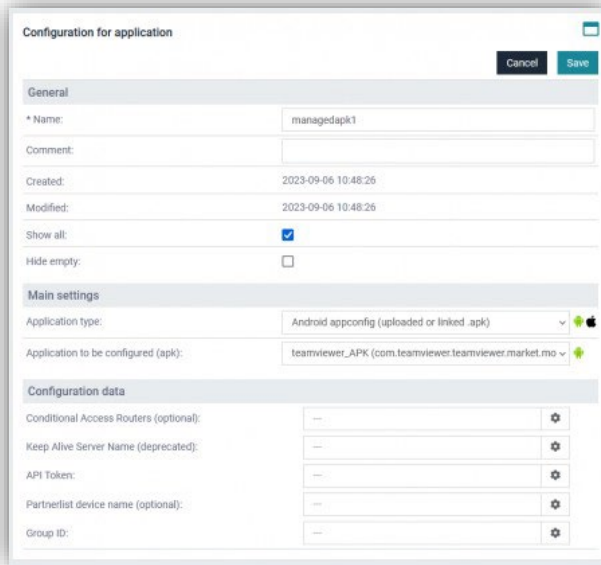 Configuration for application
Cancel Save
General
* Name: managedapk1
Comment:
Created: 2023-09-06 10:48:26
Modified: 2023-09-06 10:48:26
Show all:
Hide empty:
Main settings
Application type: Android appconfig (uploaded or linked .apk)
Application to be configured (apk): teamviewer_APK (com.teamviewer.teamviewer.market.mo
Configuration data
Conditional Access Routers (optional): ---
Keep Alive Server Name (deprecated): ---
API Token: ---
Partnerlist device name (optional): ---
Group ID: ---